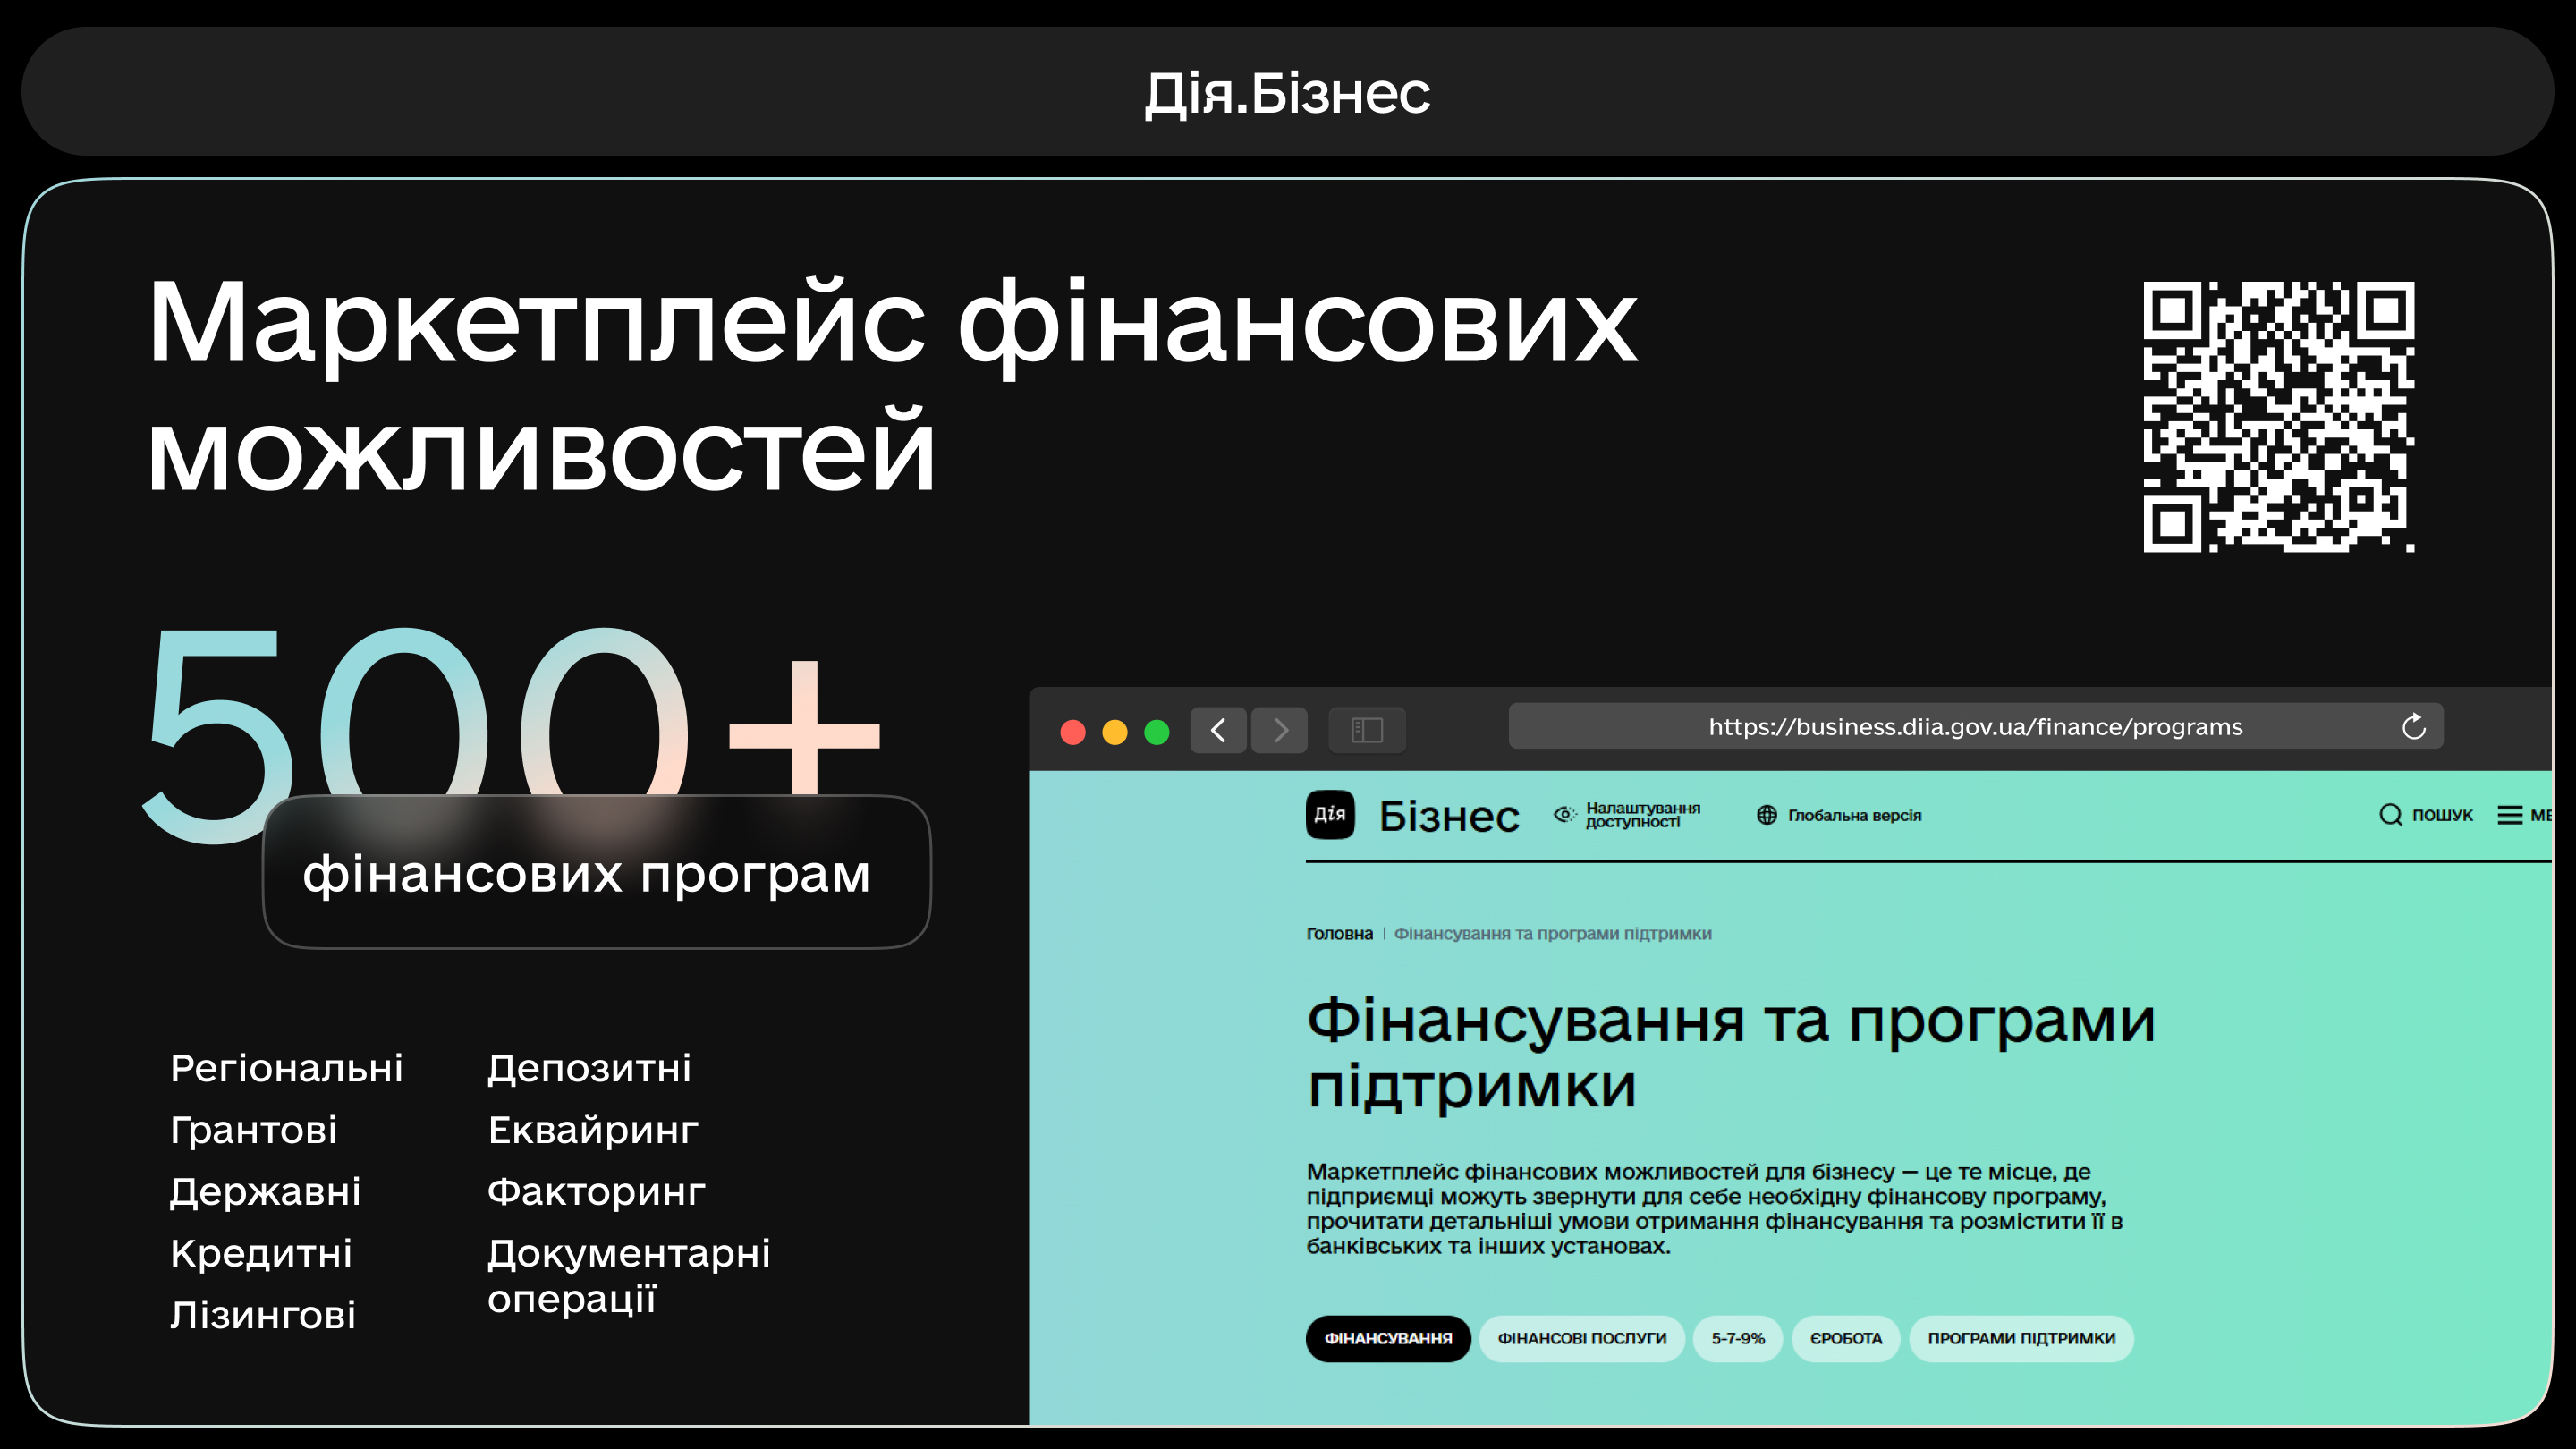 Дія.Бізнес
Маркетплейс фінансових
можливостей
500+
фінансових програм
Регіональні
Грантові
Державні
Кредитні
Лізингові
Депозитні
Еквайринг
Факторинг
Документарні
операції
https://business.diia.gov.ua/finance/programs
Дія Бізнес
Налаштування
доступності
Глобальна версія
ПОШУК
МЕ
Головна | Фінансування та програми підтримки
Фінансування та програми
підтримки
Маркетплейс фінансових можливостей для бізнесу — це те місце, де
підприємці можуть звернути для себе необхідну фінансову програму,
прочитати детальніші умови отримання фінансування та розмістити її в
банківських та інших установах.
ФІНАНСУВАННЯ
ФІНАНСОВІ ПОСЛУГИ
5-7-9%
ЄРОБОТА
ПРОГРАМИ ПІДТРИМКИ